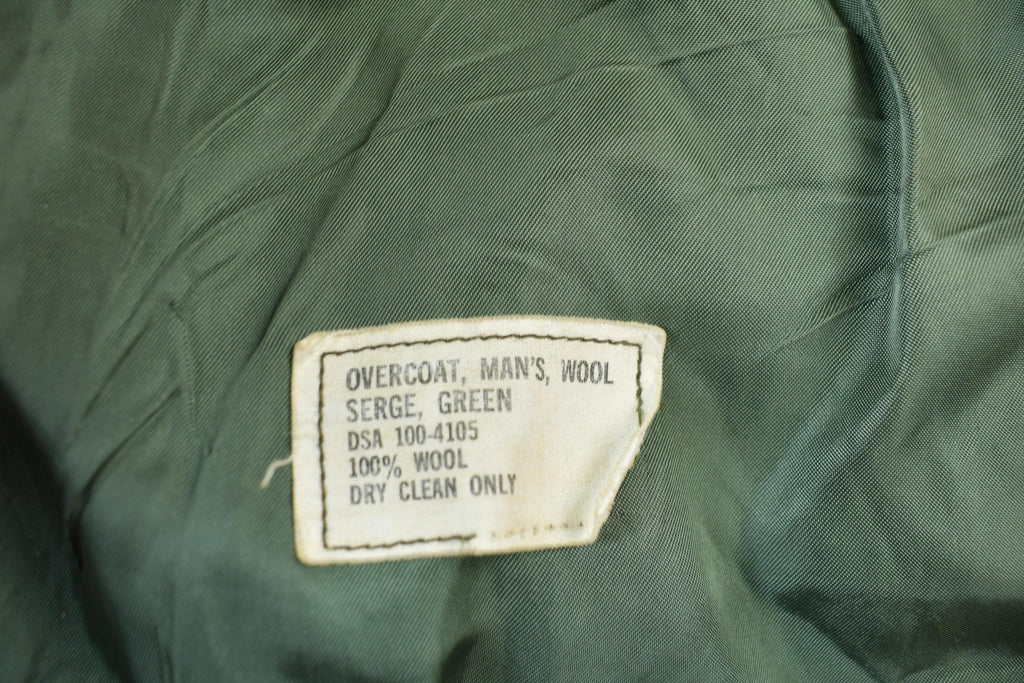 OVERCOAT, MAN'S, WOOL
SERGE, GREEN
DSA 100-4105
100% WOOL
DRY CLEAN ONLY